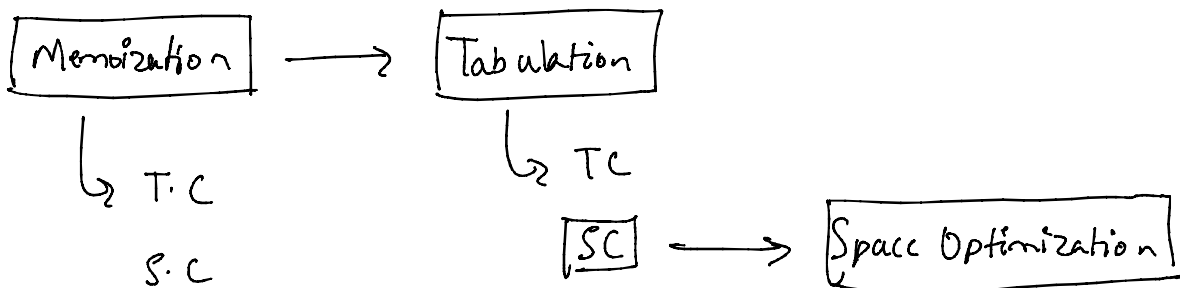 Memoization
Tabulation
T.C
TC
S.C
SC
Space Optimization